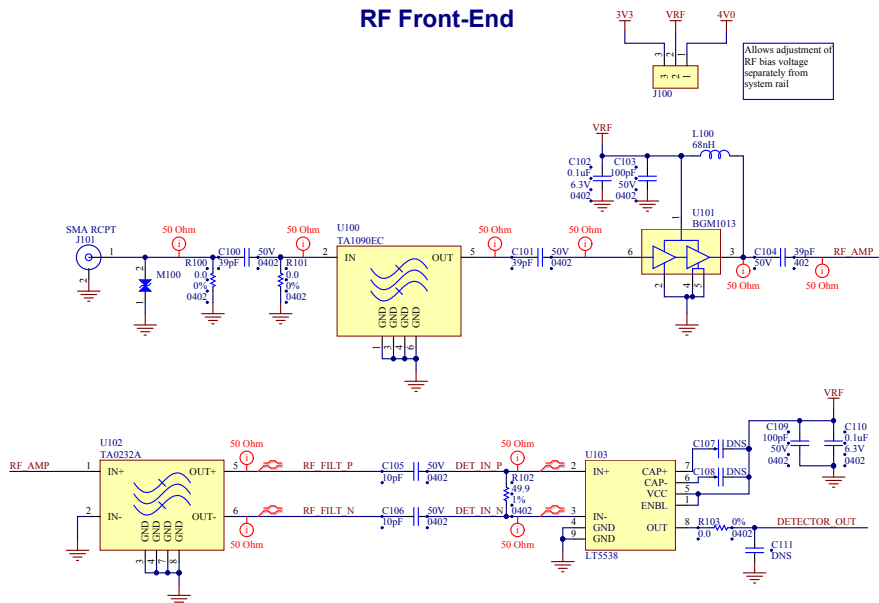 RF Front-End
3V3
VRF
4V0
3
2
1
3
2
1
J100
Allows adjustment of
RF bias voltage
separately from
system rail
VRF
L100
68nH
C102
0.1uF
6.3V
0402
C103
100pF
50V
0402
1
U101
BGM1013
SMA RCPT
J101
1
2
50 Ohm
i
2
M100
1
R100
0.0
0%
0402
C100
39pF
50V
0402
50 Ohm
i
R101
0.0
0%
0402
U100
TA1090EC
2
IN
OUT
5
GND
GND
GND
GND
1
3
4
6
50 Ohm
i
C101
39pF
50V
0402
50 Ohm
i
6
3
2
4
5
50 Ohm
i
C104
50V
39pF
402
RF_AMP
50 Ohm
i
U102
TA0232A
RF_AMP
1
IN+
OUT+
5
2
IN-
OUT-
6
GND
GND
GND
GND
3
4
7
8
50 Ohm
i
RF_FILT_P
C105
10pF
50V
0402
DET_IN_P
50 Ohm
i
R102
49.9
1%
0402
RF_FILT_N
C106
10pF
50V
0402
DET_IN_N
i
50 Ohm
i
50 Ohm
U103
2
IN+
3
IN-
4
GND
9
GND
CAP+
7
CAP-
6
VCC
5
ENBL
1
OUT
8
LT5538
C107
DNS
C108
DNS
VRF
C109
100pF
50V
0402
C110
0.1uF
6.3V
0402
R103
0.0
0%
0402
DETECTOR_OUT
C111
DNS